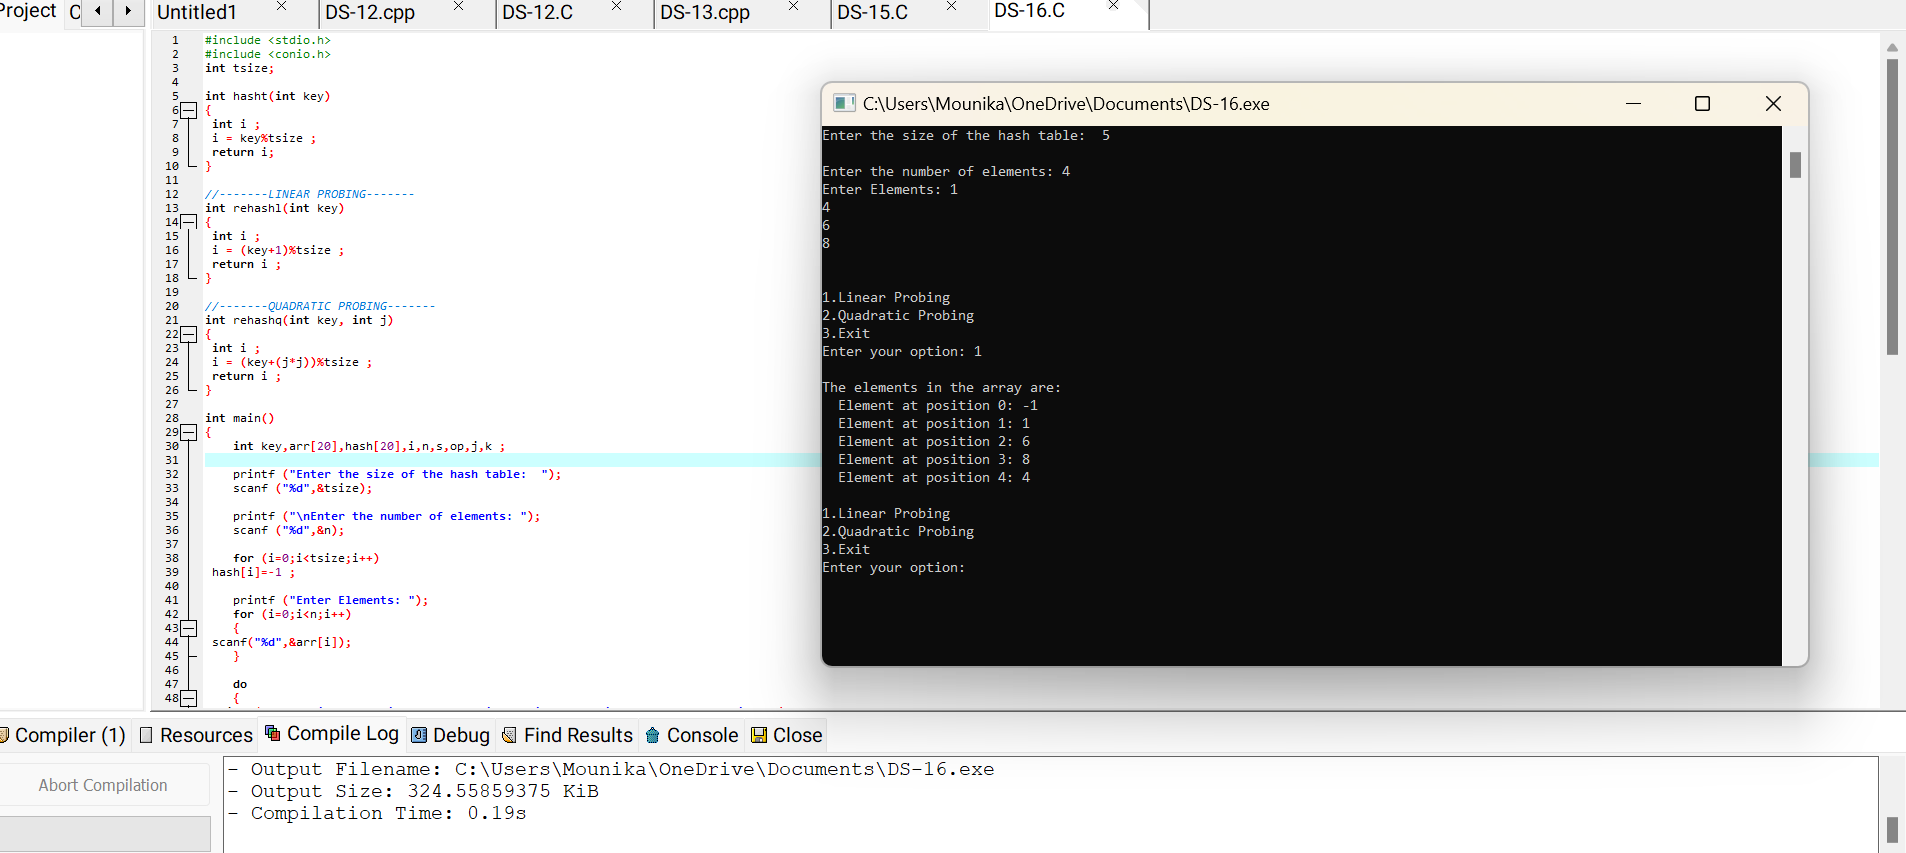 Project C
Untitled1 DS-12.cpp DS-12.C DS-13.cpp DS-15.C DS-16.C
1 #include <stdio.h>
2 #include <conio.h>
3 int tsize;
4
5 int hasht(int key)
6 {
7 int i ;
8 i = key%tsize ;
9 return i;
10 }
11
12 //-------LINEAR PROBING-------
13 int rehashl(int key)
14 {
15 int i ;
16 i = (key+1)%tsize ;
17 return i ;
18 }
19
20 //-------QUADRATIC PROBING-------
21 int rehashq(int key, int j)
22 {
23 int i ;
24 i = (key+(j*j))%tsize ;
25 return i ;
26 }
27
28 int main()
29 {
30 int key,arr[20],hash[20],i,n,s,op,j,k ;
31
32 printf ("Enter the size of the hash table:  ");
33 scanf ("%d",&tsize);
34
35 printf ("\nEnter the number of elements: ");
36 scanf ("%d",&n);
37
38 for (i=0;i<tsize;i++)
39 hash[i]=-1 ;
40
41 printf ("Enter Elements: ");
42 for (i=0;i<n;i++)
43 {
44 scanf("%d",&arr[i]);
45 }
46
47 do
48 {
C:\Users\Mounika\OneDrive\Documents\DS-16.exe
Enter the size of the hash table:  5
Enter the number of elements: 4
Enter Elements: 1
4
6
8
1.Linear Probing
2.Quadratic Probing
3.Exit
Enter your option: 1
The elements in the array are:
Element at position 0: -1
Element at position 1: 1
Element at position 2: 6
Element at position 3: 8
Element at position 4: 4
1.Linear Probing
2.Quadratic Probing
3.Exit
Enter your option:
Compiler (1) Resources Compile Log Debug Find Results Console Close
Abort Compilation
- Output Filename: C:\Users\Mounika\OneDrive\Documents\DS-16.exe
- Output Size: 324.55859375 KiB
- Compilation Time: 0.19s